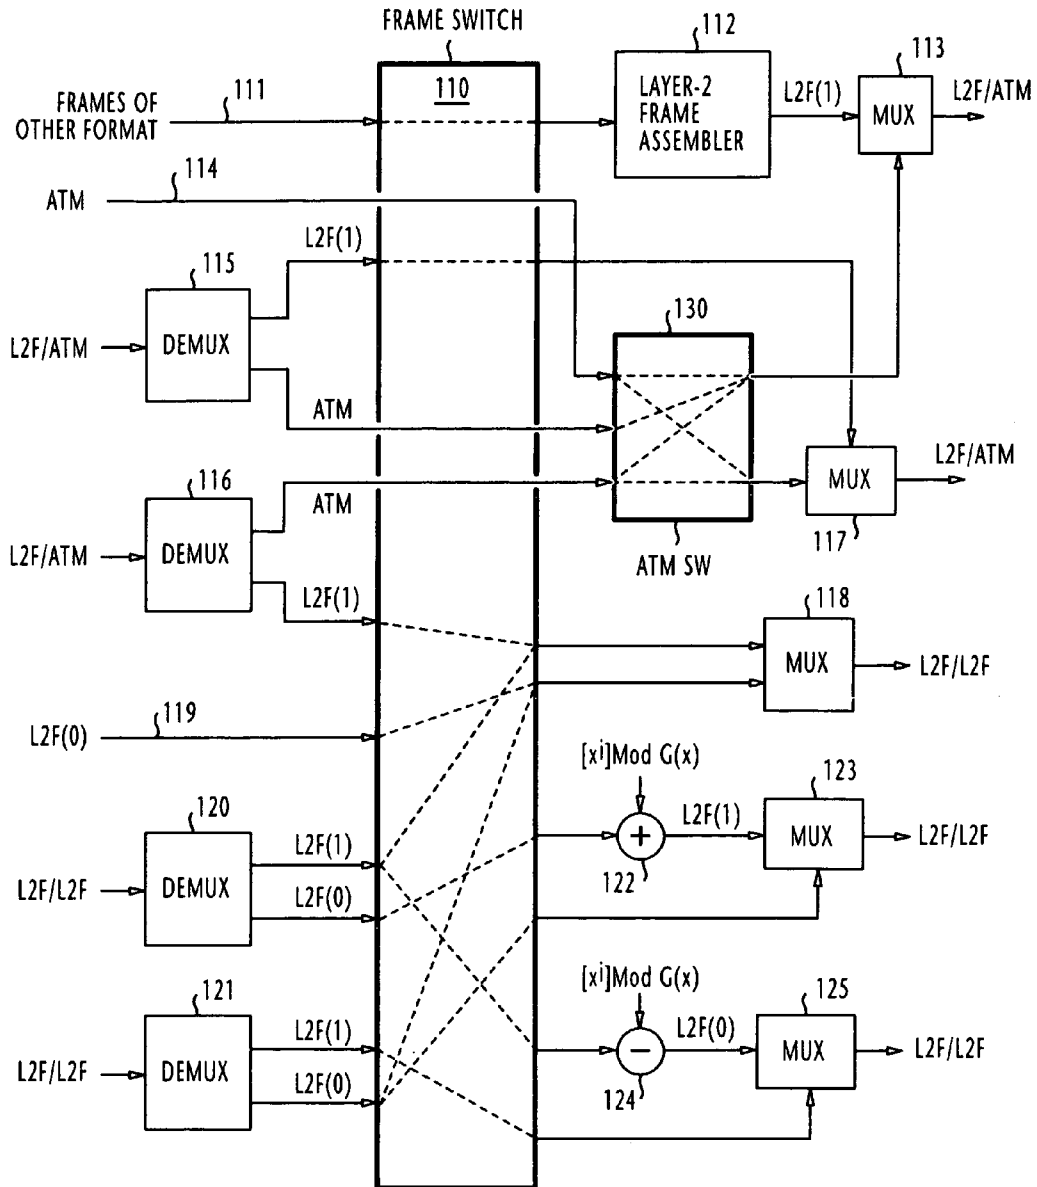 FRAME SWITCH
110
FRAMES OF
OTHER FORMAT
111
112
LAYER-2
FRAME
ASSEMBLER
L2F(1)
113
MUX
L2F/ATM
ATM
114
L2F(1)
115
DEMUX
L2F/ATM
ATM
130
ATM SW
MUX
117
L2F/ATM
116
DEMUX
L2F/ATM
ATM
L2F(1)
118
MUX
L2F/L2F
L2F(0)
119
[xi]Mod G(x)
+
122
L2F(1)
123
MUX
L2F/L2F
120
DEMUX
L2F/L2F
L2F(1)
L2F(0)
121
DEMUX
L2F/L2F
L2F(1)
L2F(0)
[xi]Mod G(x)
−
124
L2F(0)
125
MUX
L2F/L2F